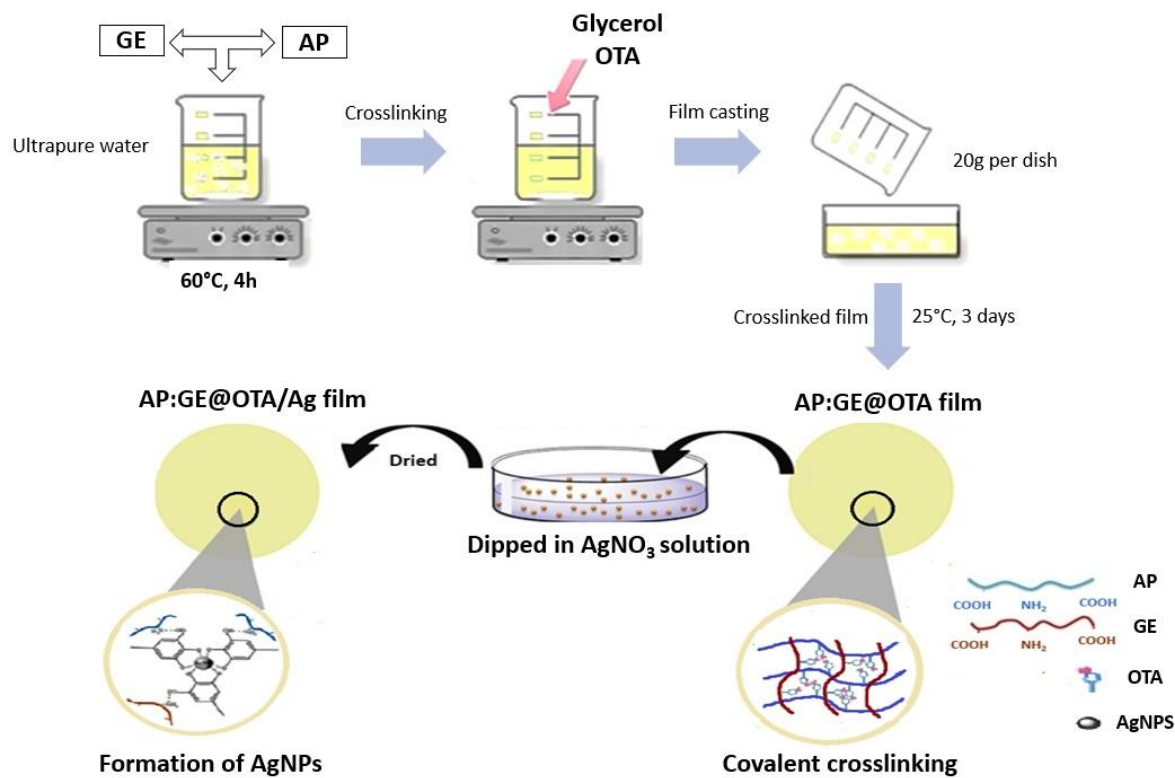 GE
AP
Glycerol
OTA
Ultrapure water
Crosslinking
Film casting
20g per dish
60°C, 4h
Crosslinked film
25°C, 3 days
AP:GE@OTA/Ag film
AP:GE@OTA film
Dried
Dipped in AgNO₃ solution
AP
COOH NH₂ COOH
GE
COOH NH₂ COOH
OTA
AgNPS
Formation of AgNPs
Covalent crosslinking